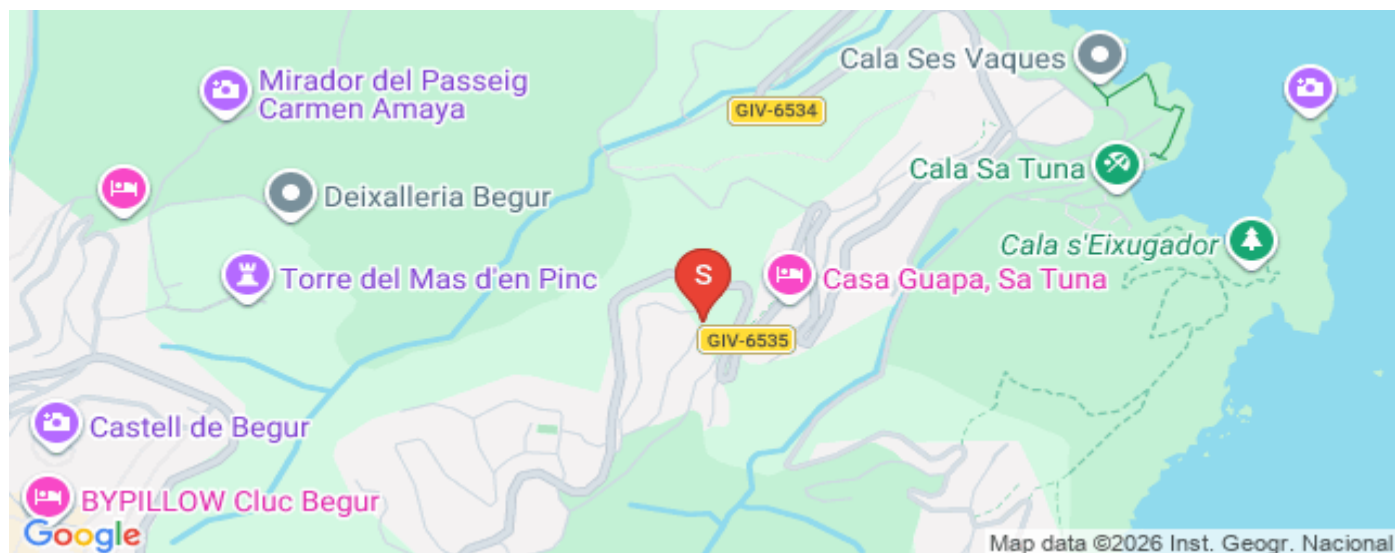 Cala Ses Vaques
Mirador del Passeig
Carmen Amaya
GIV-6534
Cala Sa Tuna
Deixalleria Begur
Cala s'Eixugador
Torre del Mas d'en Pinc
S
Casa Guapa, Sa Tuna
GIV-6535
Castell de Begur
BYPILLOW Cluc Begur
Google
Map data ©2026 Inst. Geogr. Nacional